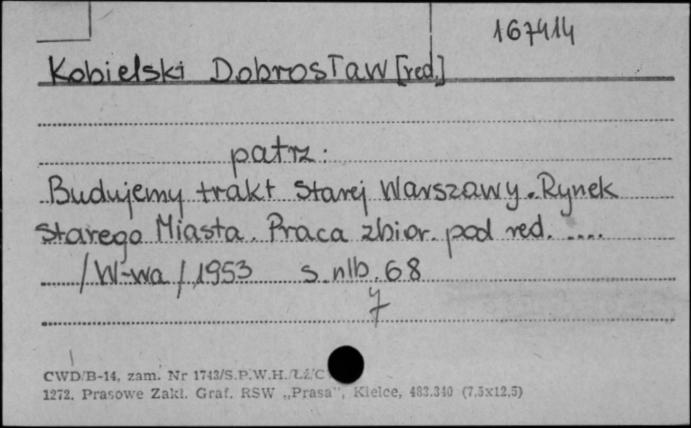 167414
Kobielski Dobrosław [red.]
patrz:
Budujemy trakt Starej Warszawy. Rynek
Starego Miasta. Praca zbior. pod red. ....
/W-wa/ 1953 s. nlb. 68
CWD/B-14, zam. Nr 1743/S.P.W.H./Łź/C
1272. Prasowe Zakł. Graf. RSW „Prasa”, Kielce, 483.340 (7,5x12,5)